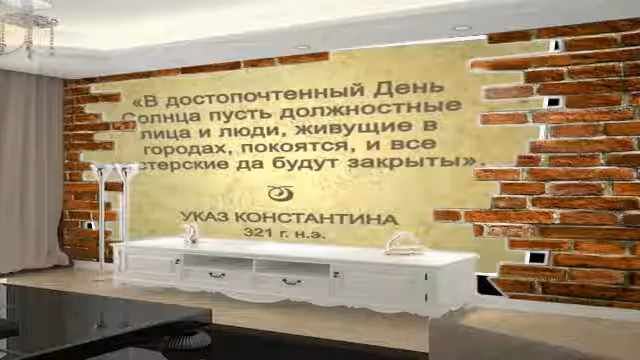 «В достопочтенный День
Солнца пусть должностные
лица и люди, живущие в
городах, покоятся, и все
стерские да будут закрыты».
УКАЗ КОНСТАНТИНА
321 г. н.э.